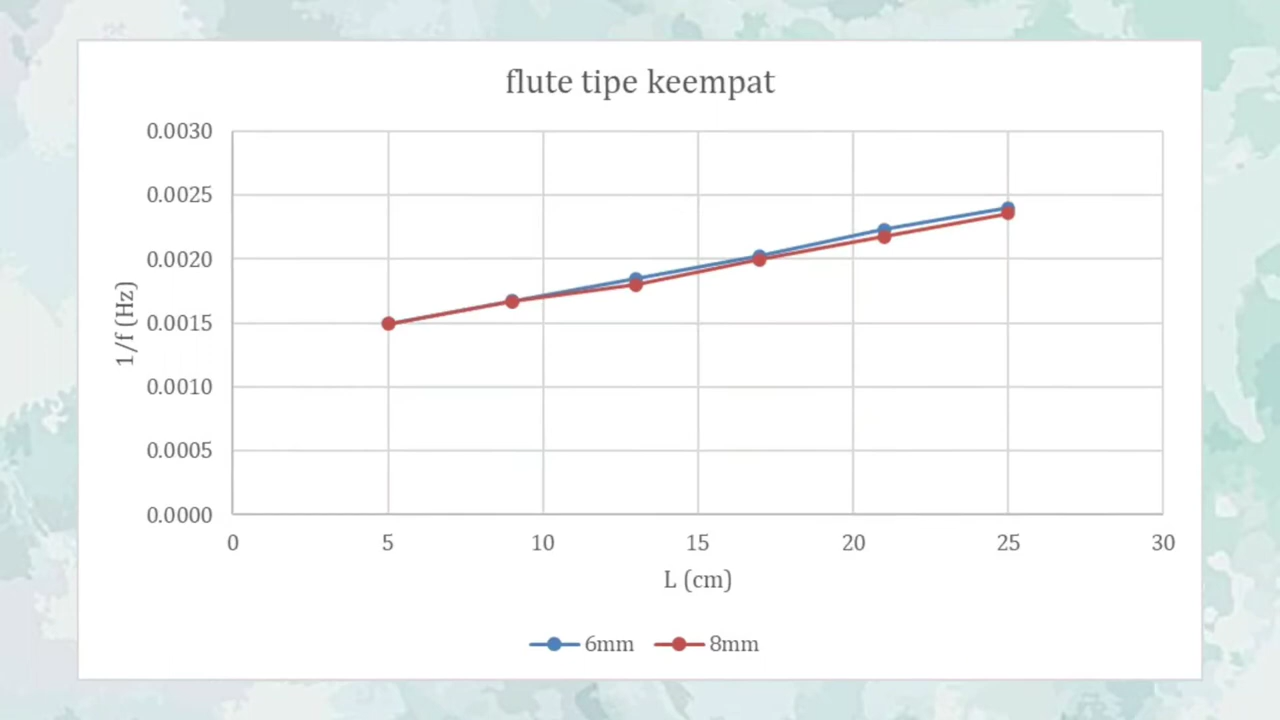 flute tipe keempat
0.0030
0.0025
0.0020
0.0015
0.0010
0.0005
0.0000
1/f (Hz)
0 5 10 15 20 25 30
L (cm)
6mm 8mm